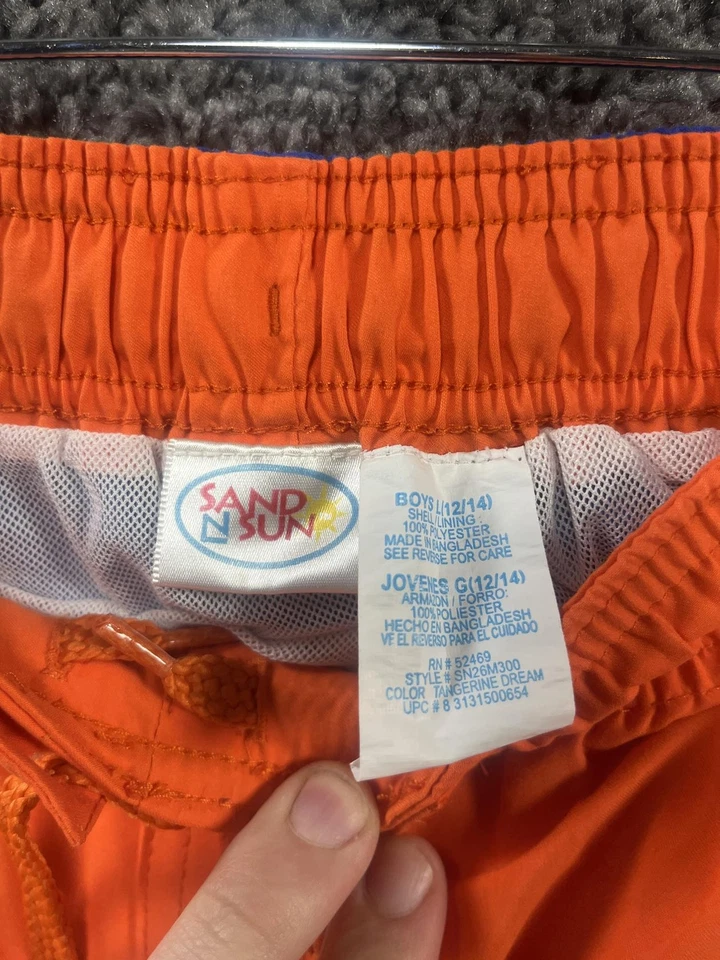 SAND
N SUN
BOYS L(12/14)
SHELL/LINING:
100% POLYESTER
MADE IN BANGLADESH
SEE REVERSE FOR CARE
JOVENES G(12/14)
ARMAZON / FORRO:
100% POLIESTER
HECHO EN BANGLADESH
VE EL REVERSO PARA EL CUIDADO
RN # 52469
STYLE # SN26M300
COLOR TANGERINE DREAM
UPC # 8 3131500654